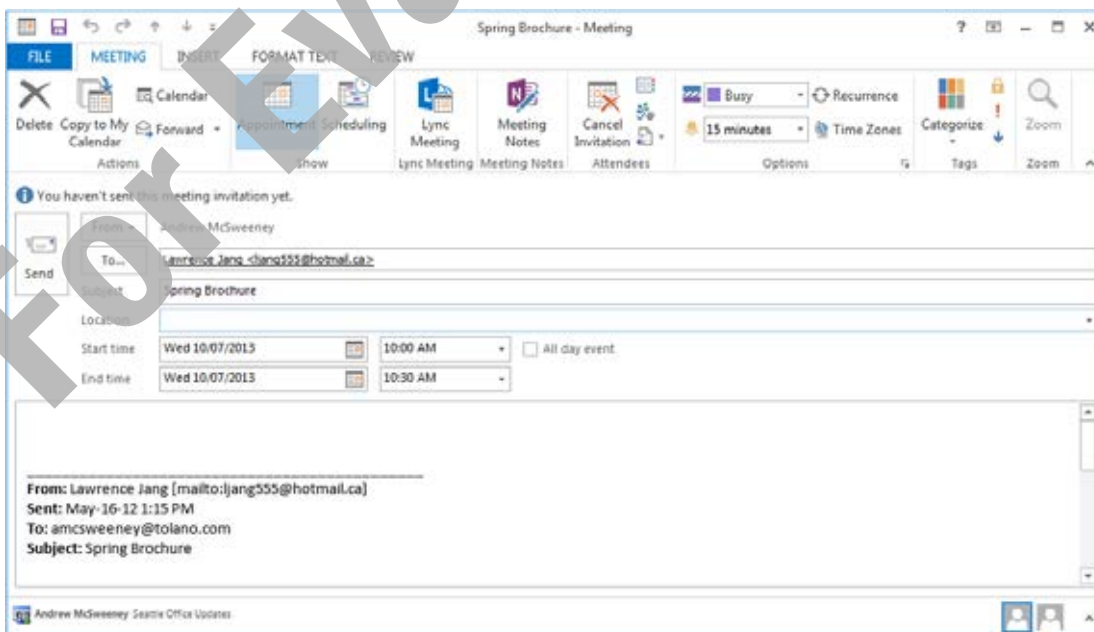 Spring Brochure - Meeting
FILE MEETING INSERT FORMAT TEXT REVIEW
Delete
Copy to My Calendar
Calendar
Forward
Actions
Appointment
Scheduling
Show
Lync Meeting
Lync Meeting
Meeting Notes
Meeting Notes
Cancel Invitation
Attendees
Busy
15 minutes
Recurrence
Time Zones
Options
Categorize
Tags
Zoom
Zoom
You haven't sent this meeting invitation yet.
Send
From Andrew McSweeney
To... Lawrence Jang <ljang555@hotmail.ca>
Subject Spring Brochure
Location
Start time Wed 10/07/2013 10:00 AM All day event
End time Wed 10/07/2013 10:30 AM
From: Lawrence Jang [mailto:ljang555@hotmail.ca]
Sent: May-16-12 1:15 PM
To: amcsweeney@tolano.com
Subject: Spring Brochure
Andrew McSweeney Seattle Office Updates
For